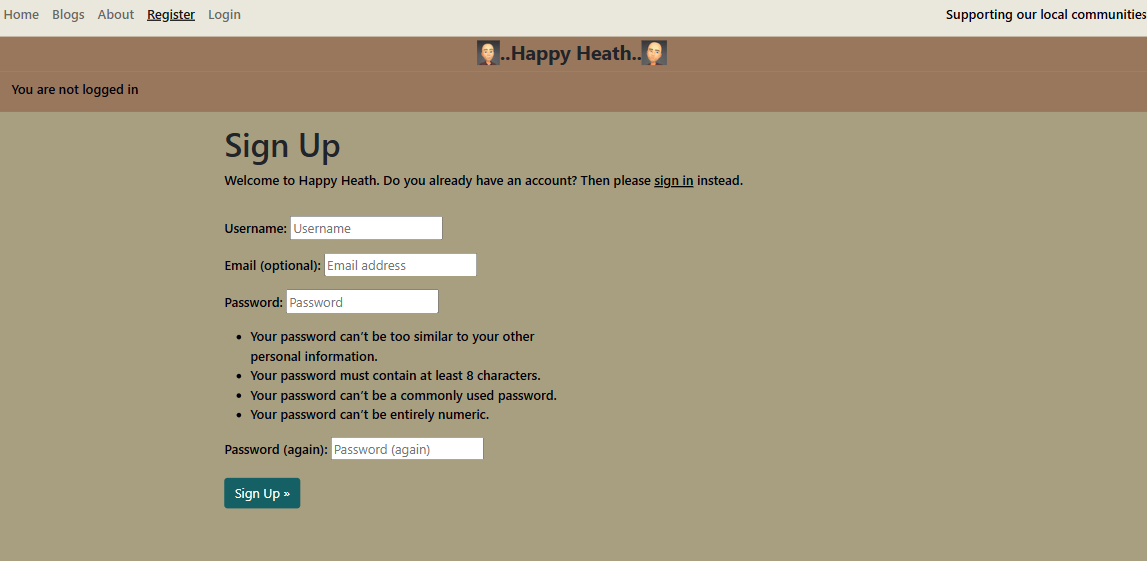 Home Blogs About Register Login Supporting our local communities
..Happy Heath..
You are not logged in
Sign Up
Welcome to Happy Heath. Do you already have an account? Then please sign in instead.
Username: Username
Email (optional): Email address
Password: Password
• Your password can’t be too similar to your other
personal information.
• Your password must contain at least 8 characters.
• Your password can’t be a commonly used password.
• Your password can’t be entirely numeric.
Password (again): Password (again)
Sign Up »